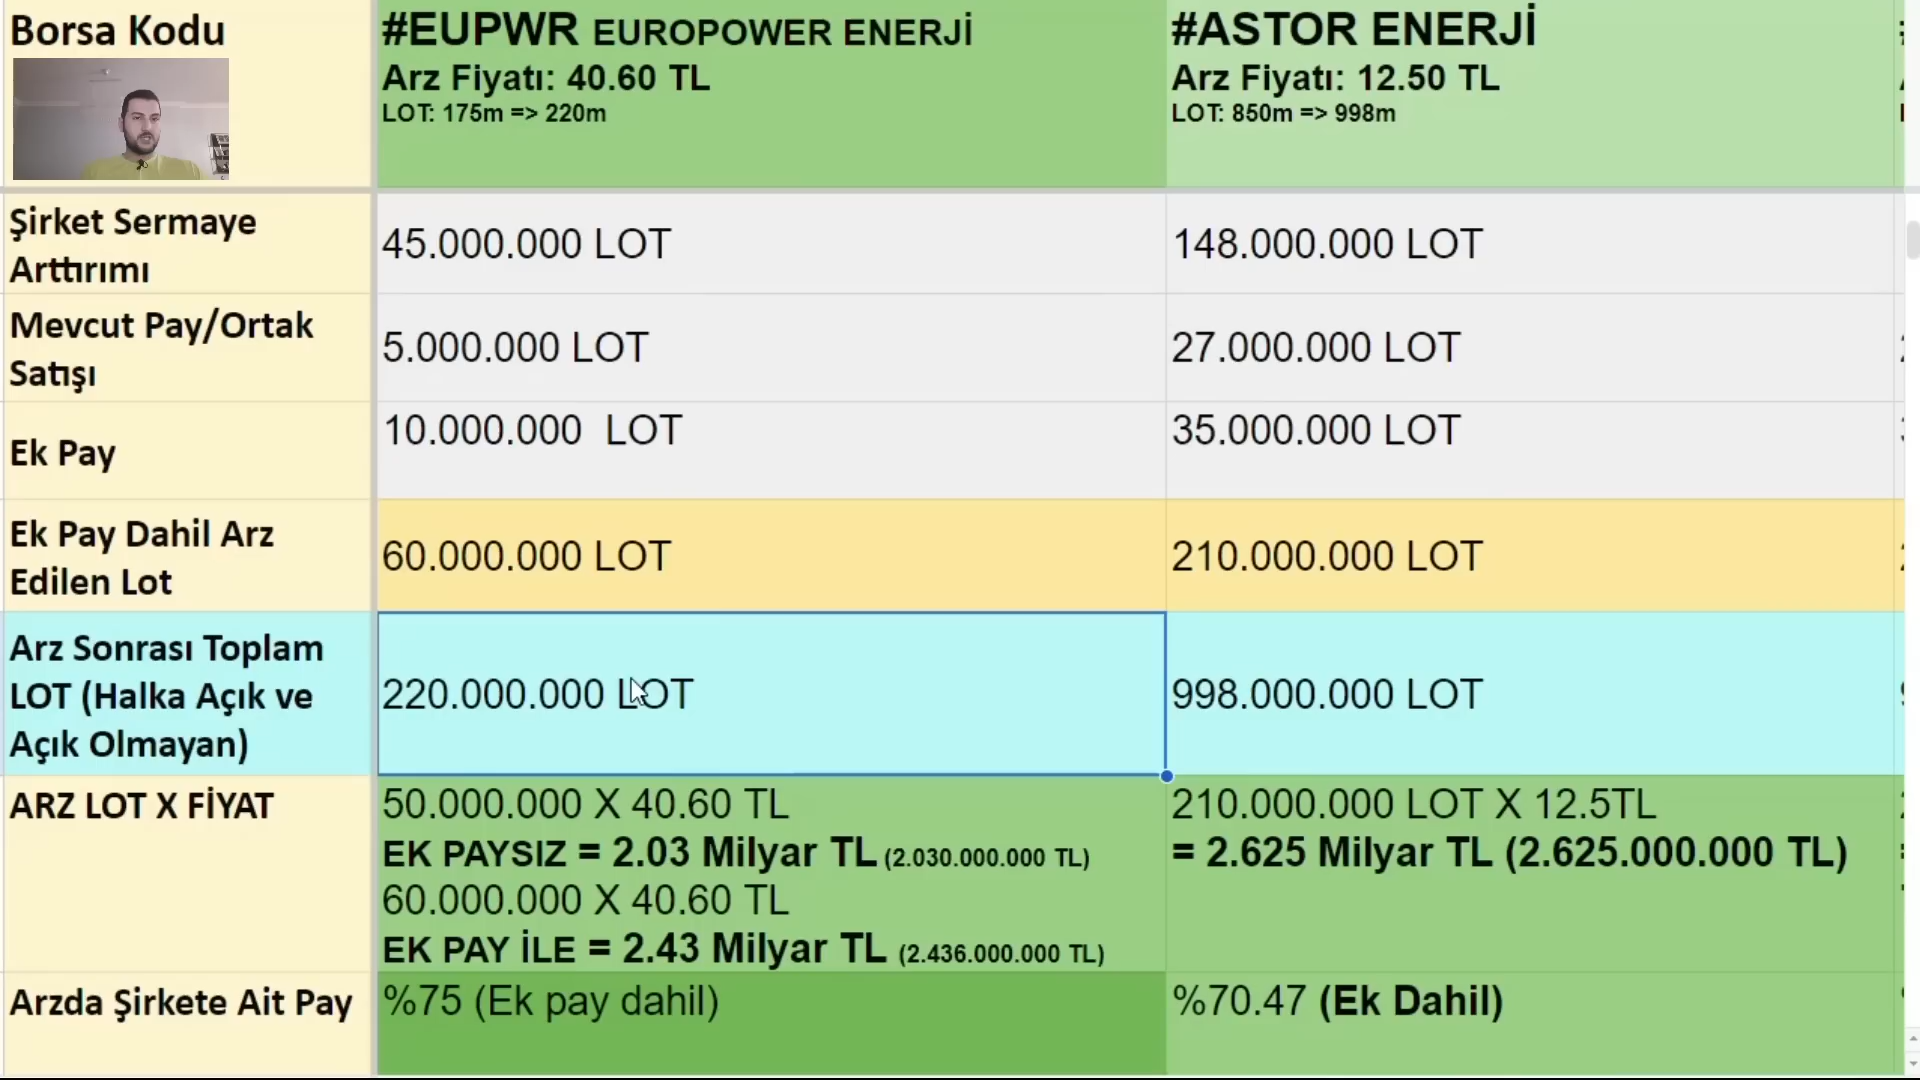 Borsa Kodu
#EUPWR EUROPOWER ENERJİ
Arz Fiyatı: 40.60 TL
LOT: 175m => 220m
#ASTOR ENERJİ
Arz Fiyatı: 12.50 TL
LOT: 850m => 998m
Şirket Sermaye
Arttırımı
45.000.000 LOT
148.000.000 LOT
Mevcut Pay/Ortak
Satışı
5.000.000 LOT
27.000.000 LOT
Ek Pay
10.000.000 LOT
35.000.000 LOT
Ek Pay Dahil Arz
Edilen Lot
60.000.000 LOT
210.000.000 LOT
Arz Sonrası Toplam
LOT (Halka Açık ve
Açık Olmayan)
220.000.000 LOT
998.000.000 LOT
ARZ LOT X FİYAT
50.000.000 X 40.60 TL
EK PAYSIZ = 2.03 Milyar TL (2.030.000.000 TL)
60.000.000 X 40.60 TL
EK PAY İLE = 2.43 Milyar TL (2.436.000.000 TL)
210.000.000 LOT X 12.5TL
= 2.625 Milyar TL (2.625.000.000 TL)
Arzda Şirkete Ait Pay
%75 (Ek pay dahil)
%70.47 (Ek Dahil)